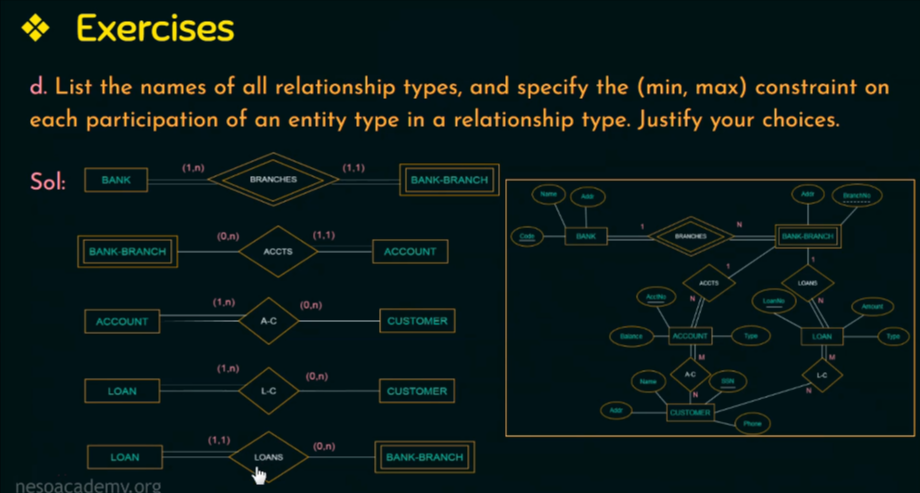 ❖ Exercises
d. List the names of all relationship types, and specify the (min, max) constraint on
each participation of an entity type in a relationship type. Justify your choices.
Sol:
BANK (1,n) BRANCHES (1,1) BANK-BRANCH
BANK-BRANCH (0,n) ACCTS (1,1) ACCOUNT
ACCOUNT (1,n) A-C (0,n) CUSTOMER
LOAN (1,n) L-C (0,n) CUSTOMER
LOAN (1,1) LOANS (0,n) BANK-BRANCH
Name Addr Addr BranchNo
Code BANK 1 BRANCHES N BANK-BRANCH
1 1
ACCTS LOANS
AcctNo N LoanNo N Amount
Balance ACCOUNT Type LOAN Type
M M
Name A-C SSN L-C
N N
Addr CUSTOMER
Phone
nesoacademy.org